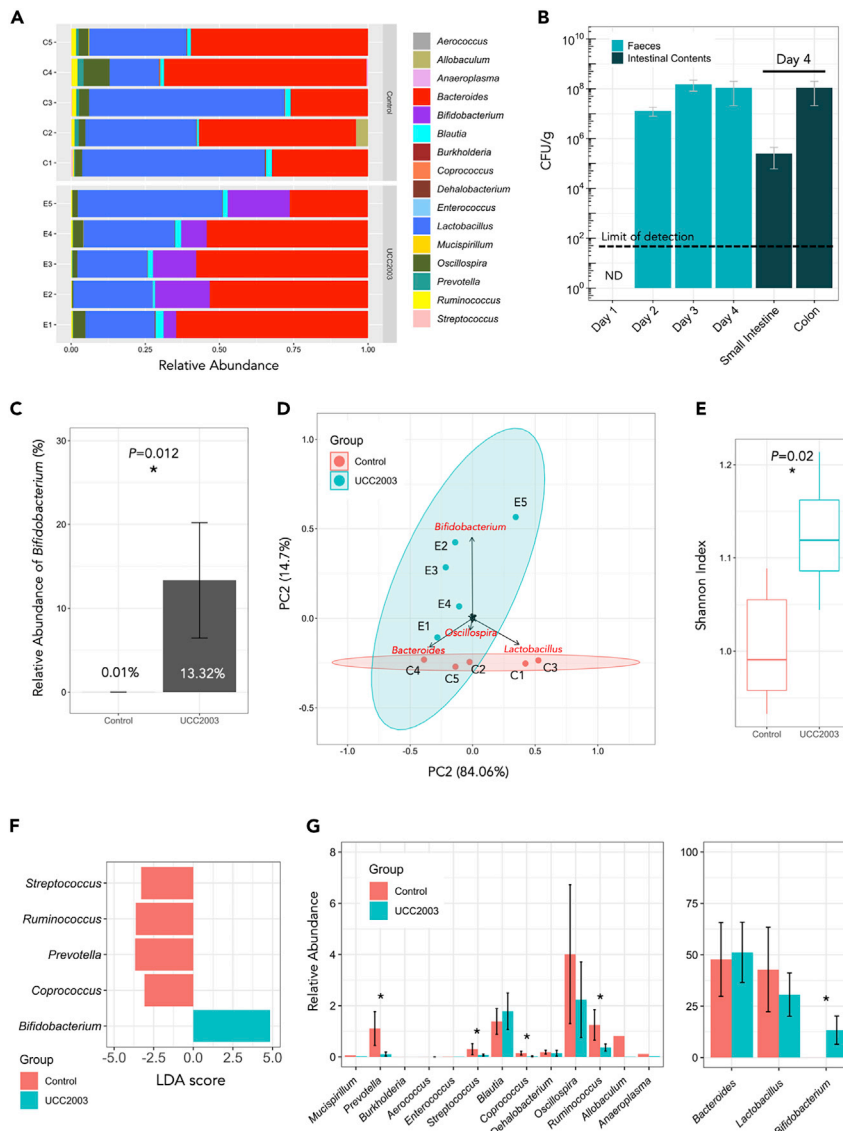 A
C5
C4
C3
C2
C1
E5
E4
E3
E2
E1
Control
UCC2003
0.00
0.25
0.50
0.75
1.00
Relative Abundance
Aerococcus
Allobaculum
Anaeroplasma
Bacteroides
Bifidobacterium
Blautia
Burkholderia
Coprococcus
Dehalobacterium
Enterococcus
Lactobacillus
Mucispirillum
Oscillospira
Prevotella
Ruminococcus
Streptococcus
B
Faeces
Intestinal Contents
Day 4
10^10
10^8
10^6
10^4
10^2
10^0
CFU/g
Limit of detection
ND
Day 1
Day 2
Day 3
Day 4
Small Intestine
Colon
C
Relative Abundance of Bifidobacterium (%)
30
20
10
0
P=0.012
*
0.01%
13.32%
Control
UCC2003
D
Group
Control
UCC2003
PC2 (14.7%)
1.0
0.5
0.0
-0.5
E5
Bifidobacterium
E2
E3
E4
E1
Oscillospira
Bacteroides
Lactobacillus
C4
C5
C2
C1
C3
-1.0
-0.5
0.0
0.5
1.0
PC2 (84.06%)
E
P=0.02
*
Shannon Index
1.2
1.1
1.0
Control
UCC2003
F
Streptococcus
Ruminococcus
Prevotella
Coprococcus
Bifidobacterium
-5.0
-2.5
0.0
2.5
5.0
LDA score
Group
Control
UCC2003
G
Relative Abundance
8
6
4
2
0
Group
Control
UCC2003
*
*
*
*
Mucispirillum
Prevotella
Burkholderia
Aerococcus
Enterococcus
Streptococcus
Blautia
Coprococcus
Dehalobacterium
Oscillospira
Ruminococcus
Allobaculum
Anaeroplasma
100
75
50
25
0
*
Bacteroides
Lactobacillus
Bifidobacterium